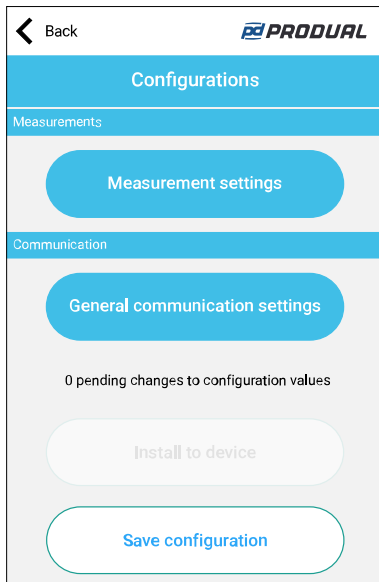 Back
pd PRODUAL
Configurations
Measurements
Measurement settings
Communication
General communication settings
0 pending changes to configuration values
Install to device
Save configuration